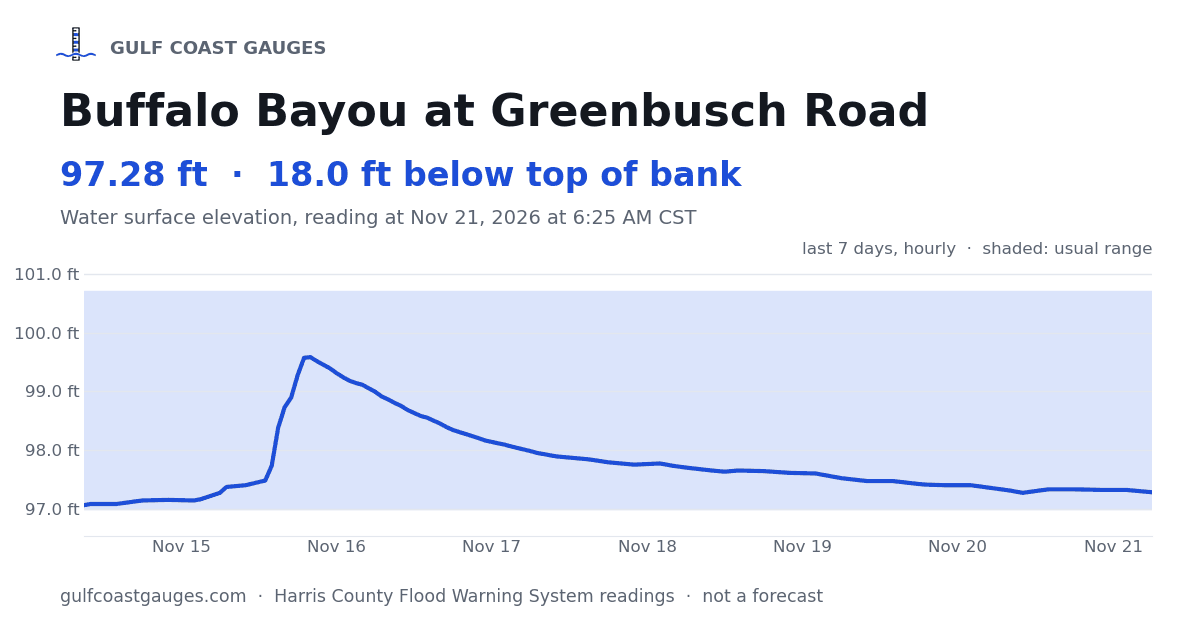 GULF COAST GAUGES
Buffalo Bayou at Greenbusch Road
97.28 ft · 18.0 ft below top of bank
Water surface elevation, reading at Nov 21, 2026 at 6:25 AM CST
last 7 days, hourly · shaded: usual range
101.0 ft
100.0 ft
99.0 ft
98.0 ft
97.0 ft
Nov 15 Nov 16 Nov 17 Nov 18 Nov 19 Nov 20 Nov 21
gulfcoastgauges.com · Harris County Flood Warning System readings · not a forecast